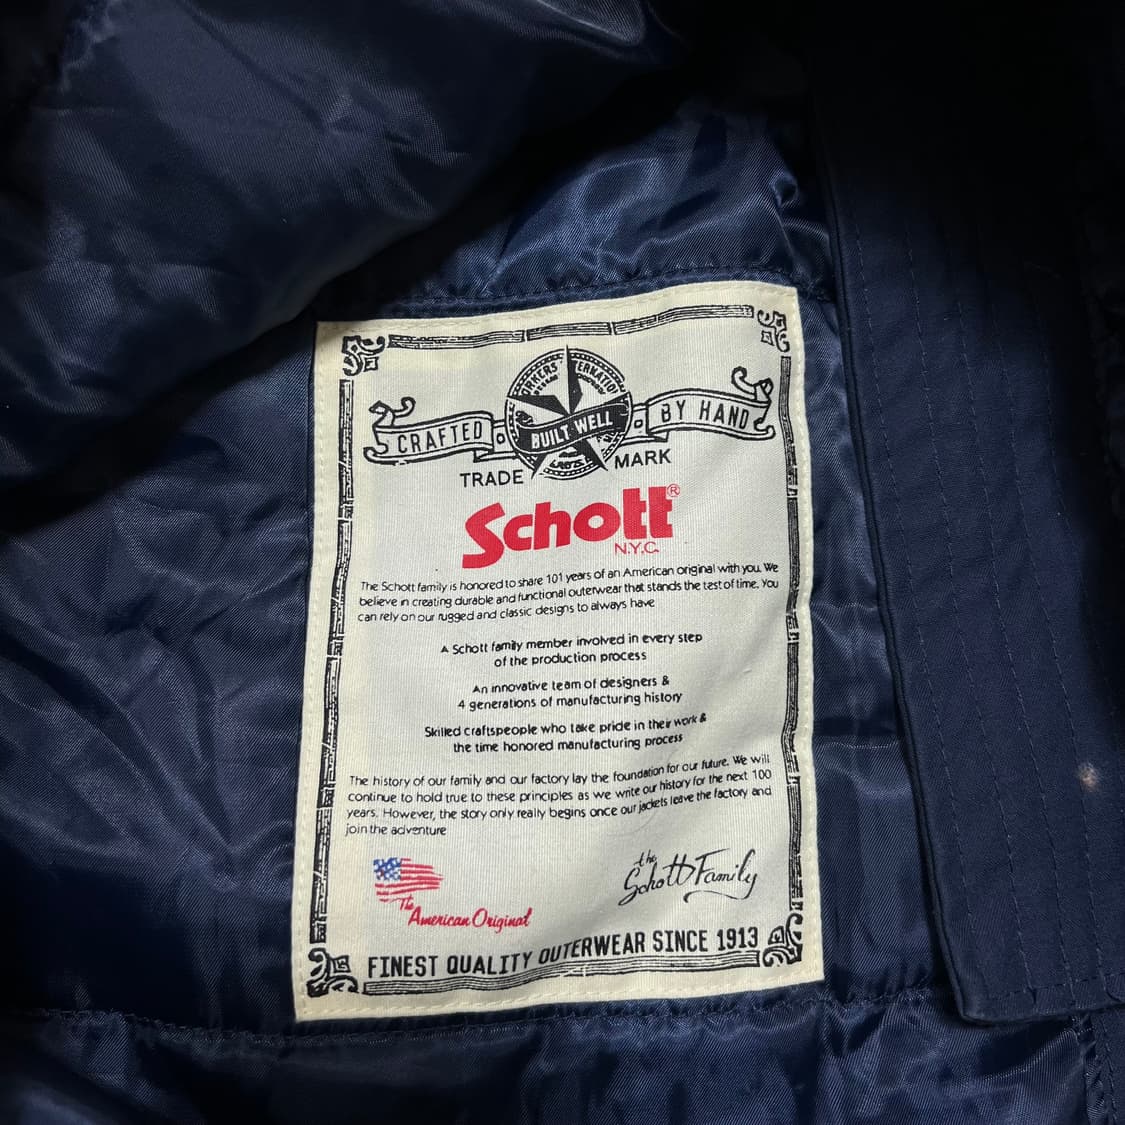 ORKERS TERNATIO
CRAFTED BUILT WELL BY HAND
TRADE MARK
Schott®
N.Y.C.
The Schott family is honored to share 101 years of an American original with you. We
believe in creating durable and functional outerwear that stands the test of time. You
can rely on our rugged and classic designs to always have
A Schott family member involved in every step
of the production process
An innovative team of designers &
4 generations of manufacturing history
Skilled craftspeople who take pride in their work &
the time honored manufacturing process
The history of our family and our factory lay the foundation for our future. We will
continue to hold true to these principles as we write our history for the next 100
years. However, the story only really begins once our jackets leave the factory and
join the adventure
The
American Original
the
Schott Family
FINEST QUALITY OUTERWEAR SINCE 1913